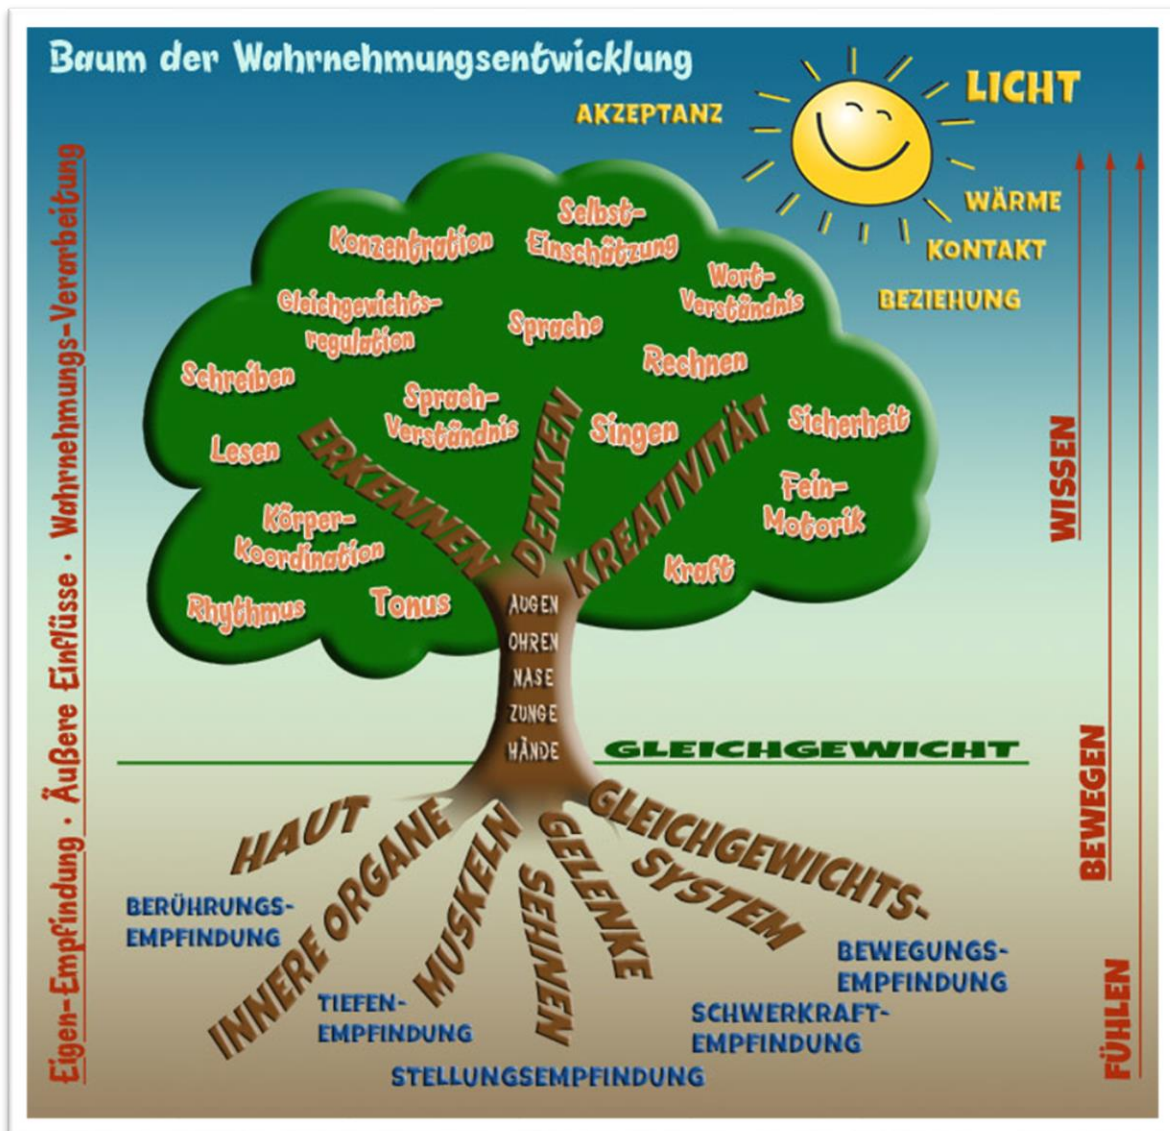 Baum der Wahrnehmungsentwicklung
LICHT
AKZEPTANZ
WÄRME
KONTAKT
BEZIEHUNG
Eigen-Empfindung · Äußere Einflüsse · Wahrnehmungs-Verarbeitung
Selbst-
Einschätzung
Konzentration
Wort-
Verständnis
Gleichgewichts-
regulation
Sprache
Rechnen
Schreiben
Sprach-
Verständnis
Singen
Sicherheit
Lesen
ERKENNEN
DENKEN
KREATIVITÄT
Fein-
Motorik
Körper-
Koordination
Kraft
Rhythmus
Tonus
AUGEN
OHREN
NASE
ZUNGE
HÄNDE
GLEICHGEWICHT
WISSEN
BEWEGEN
FÜHLEN
HAUT
INNERE ORGANE
MUSKELN
SEHNEN
GELENKE
GLEICHGEWICHTS-
SYSTEM
BERÜHRUNGS-
EMPFINDUNG
TIEFEN-
EMPFINDUNG
STELLUNGSEMPFINDUNG
SCHWERKRAFT-
EMPFINDUNG
BEWEGUNGS-
EMPFINDUNG